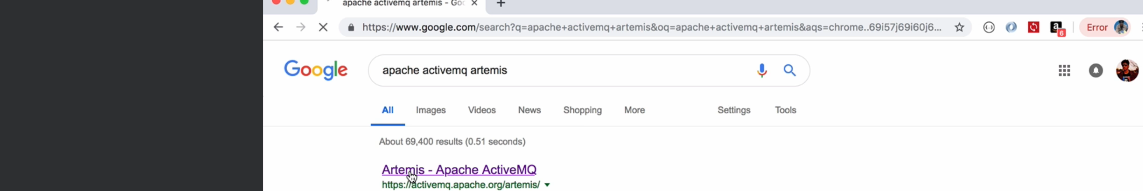 apache activemq artemis - Goo
https://www.google.com/search?q=apache+activemq+artemis&oq=apache+activemq+artemis&aqs=chrome..69i57j69i60j6... 6 Error
Google apache activemq artemis
All Images Videos News Shopping More Settings Tools
About 69,400 results (0.51 seconds)
Artemis - Apache ActiveMQ
https://activemq.apache.org/artemis/